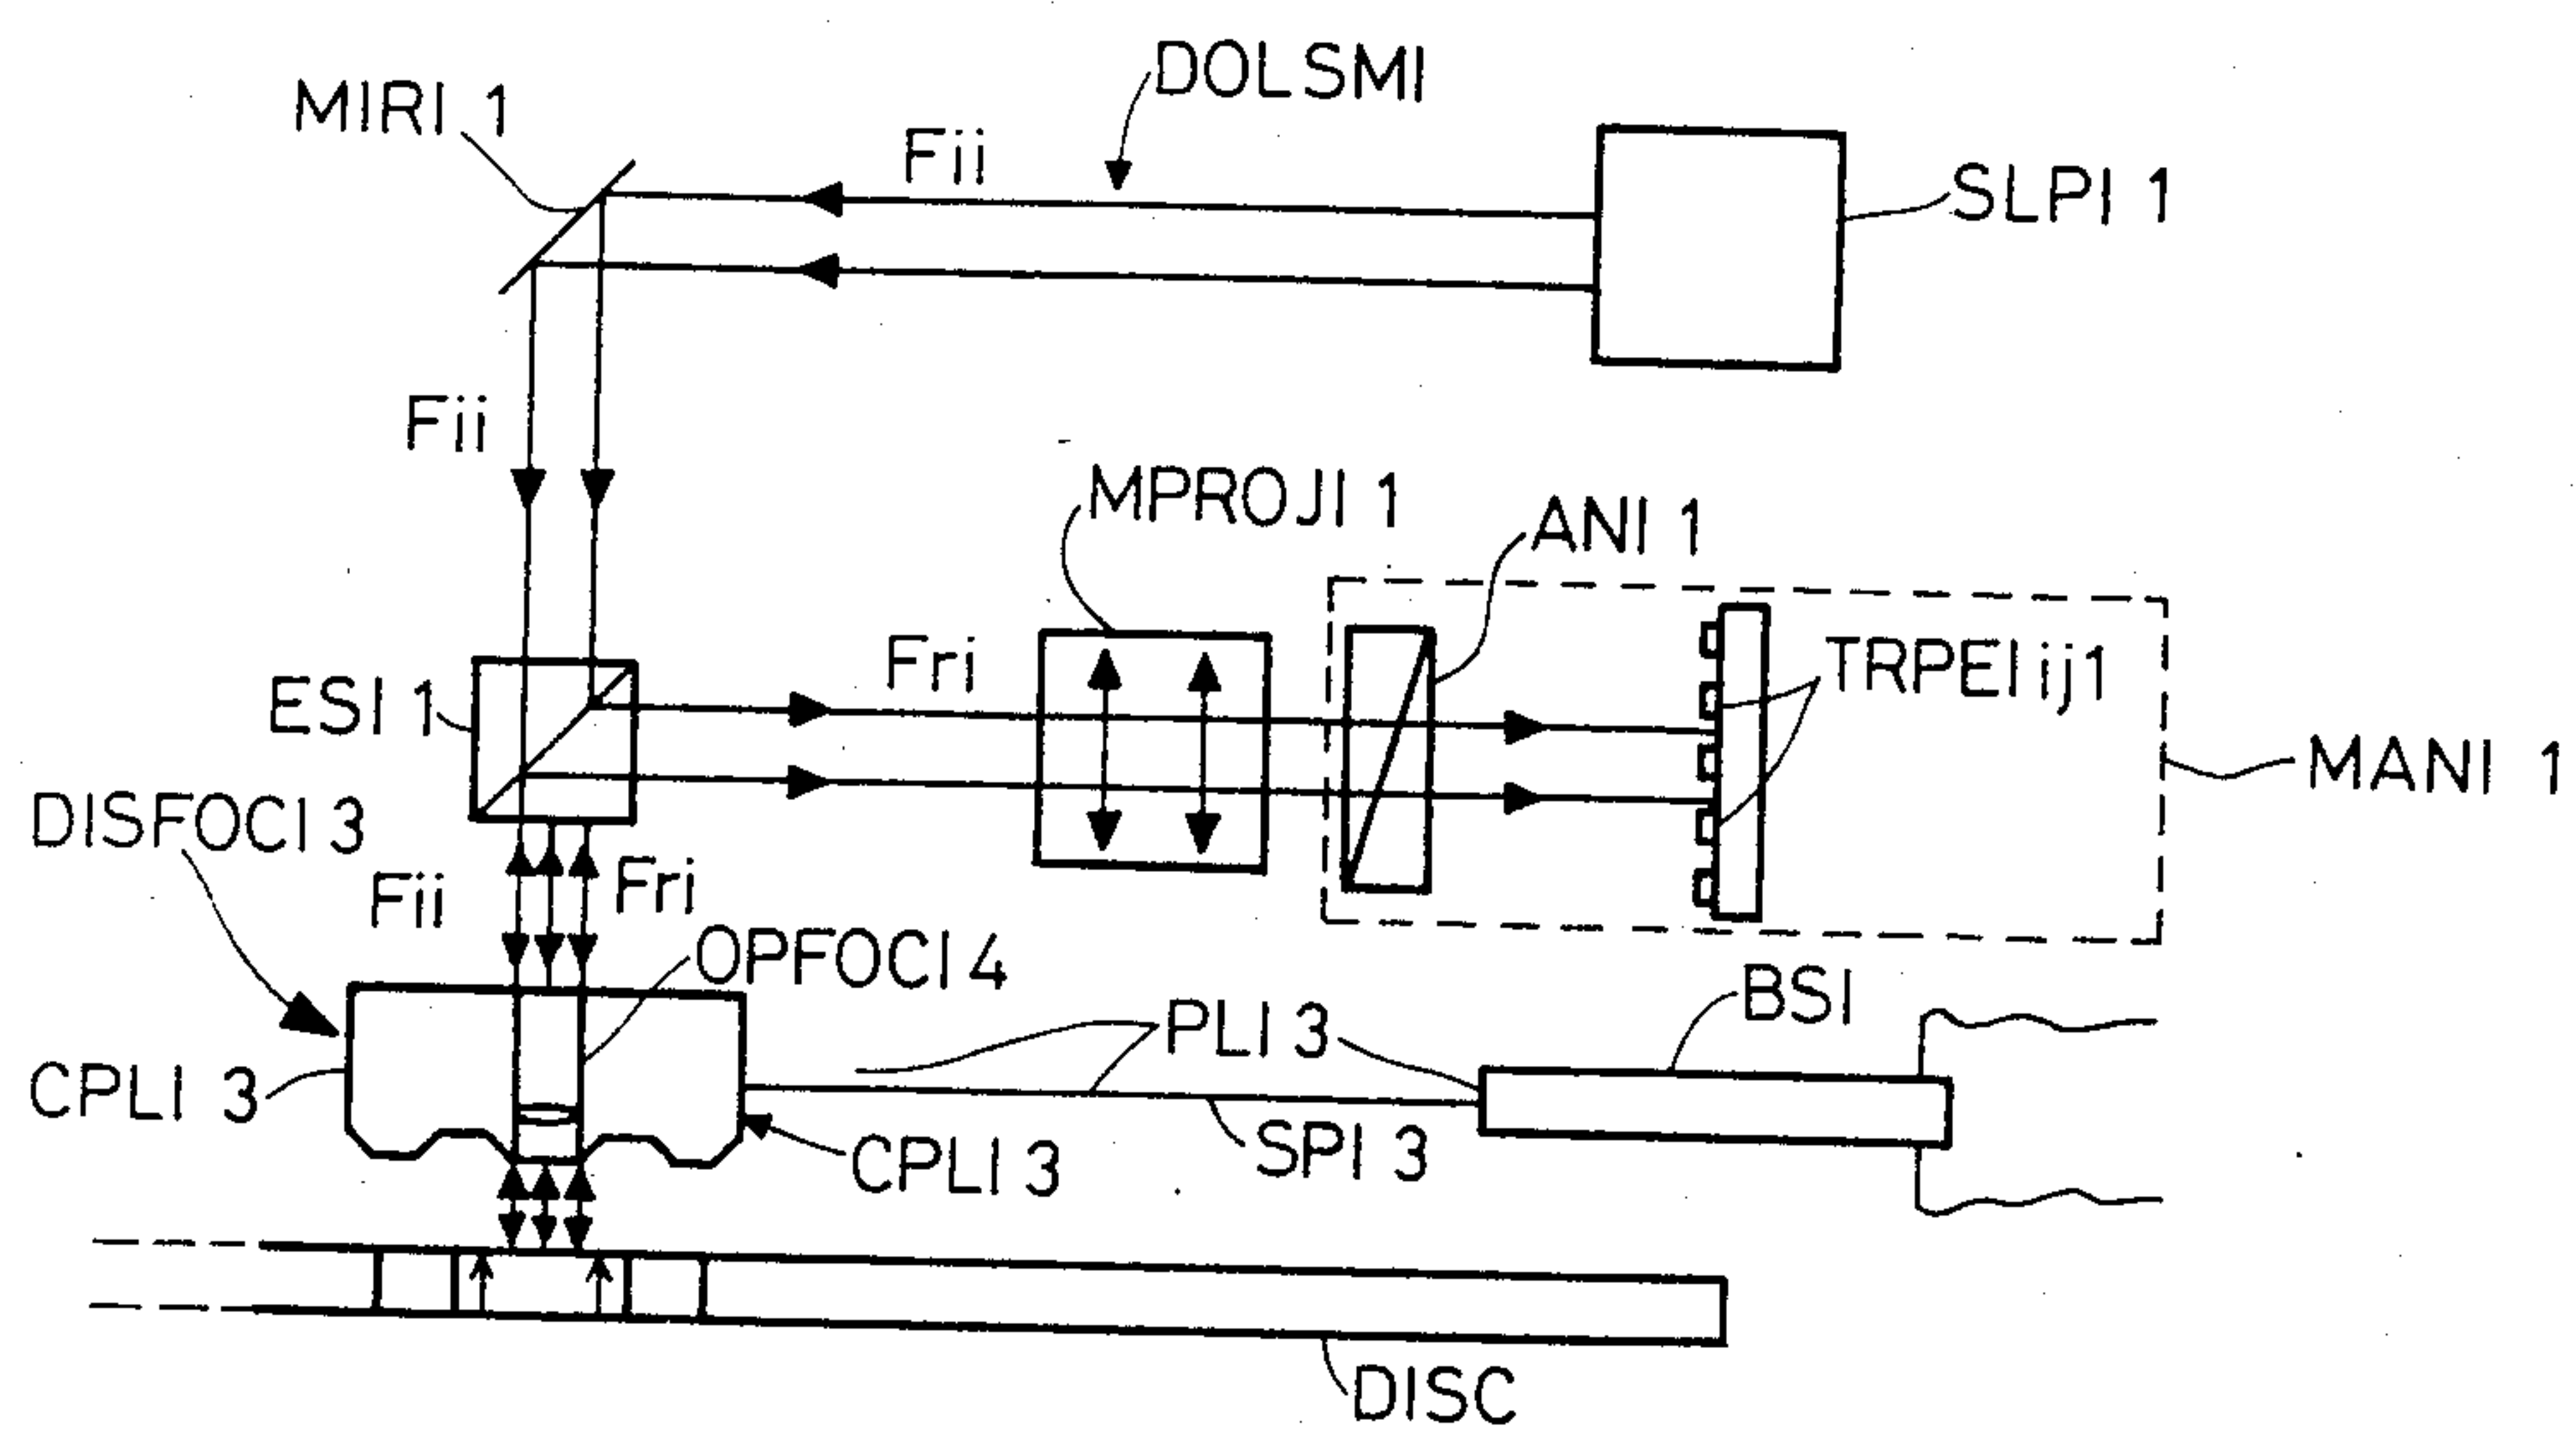 DOLSMI
MIRI 1
Fii
SLPI 1
Fii
MPROJI 1
ANI 1
Fri
TRPEI ij1
ESI 1
MANI 1
DISFOCI 3
Fii
Fri
OPFOCI 4
BSI
PLI 3
CPLI 3
SPI 3
CPLI 3
DISC